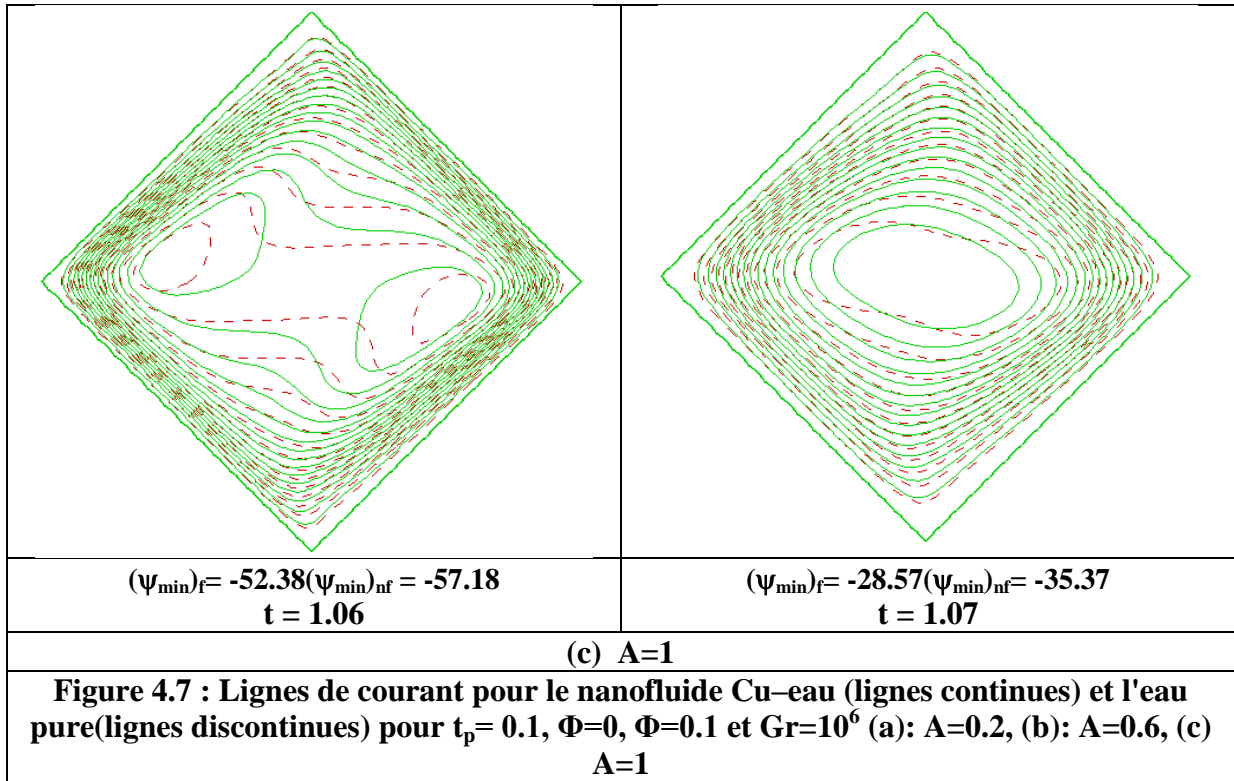 (ψmin)f= -52.38(ψmin)nf = -57.18
t = 1.06
(ψmin)f= -28.57(ψmin)nf= -35.37
t = 1.07
(c) A=1
Figure 4.7 : Lignes de courant pour le nanofluide Cu–eau (lignes continues) et l'eau
pure(lignes discontinues) pour tp= 0.1, Φ=0, Φ=0.1 et Gr=10⁶ (a): A=0.2, (b): A=0.6, (c)
A=1